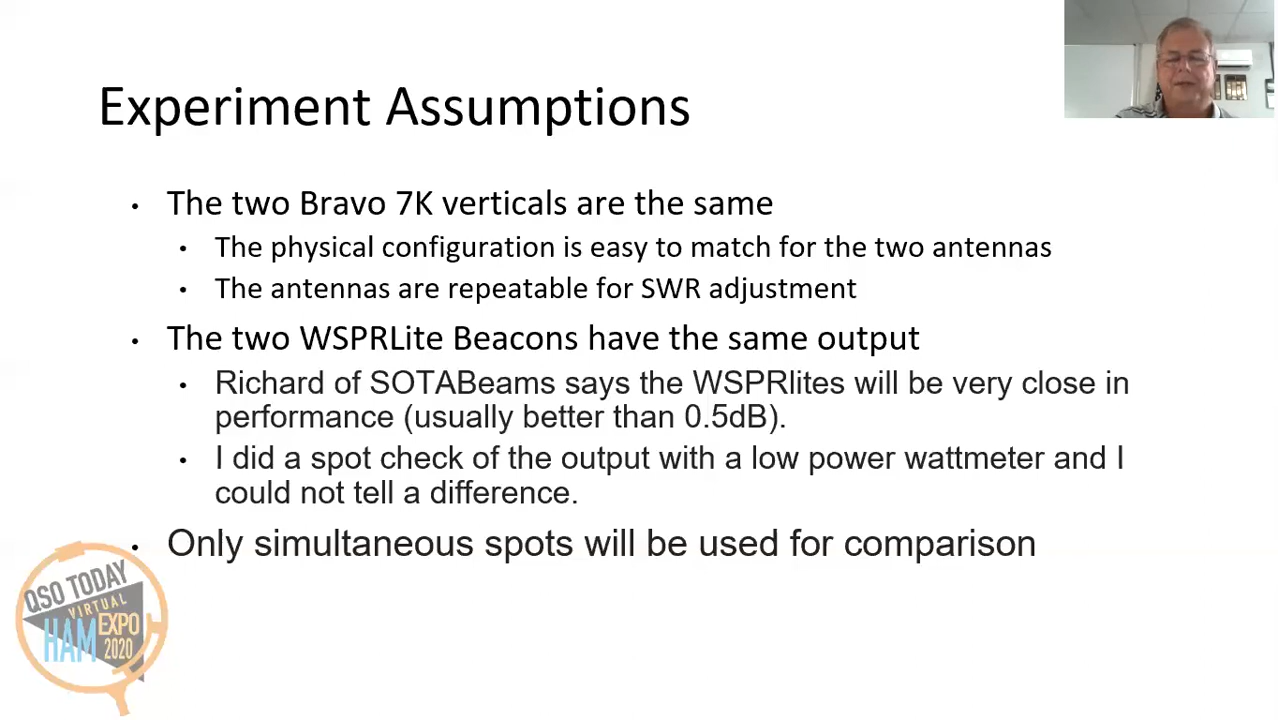 Experiment Assumptions
• The two Bravo 7K verticals are the same
• The physical configuration is easy to match for the two antennas
• The antennas are repeatable for SWR adjustment
• The two WSPRLite Beacons have the same output
• Richard of SOTABeams says the WSPRlites will be very close in
performance (usually better than 0.5dB).
• I did a spot check of the output with a low power wattmeter and I
could not tell a difference.
• Only simultaneous spots will be used for comparison
QSO TODAY
VIRTUAL
HAM EXPO
2020